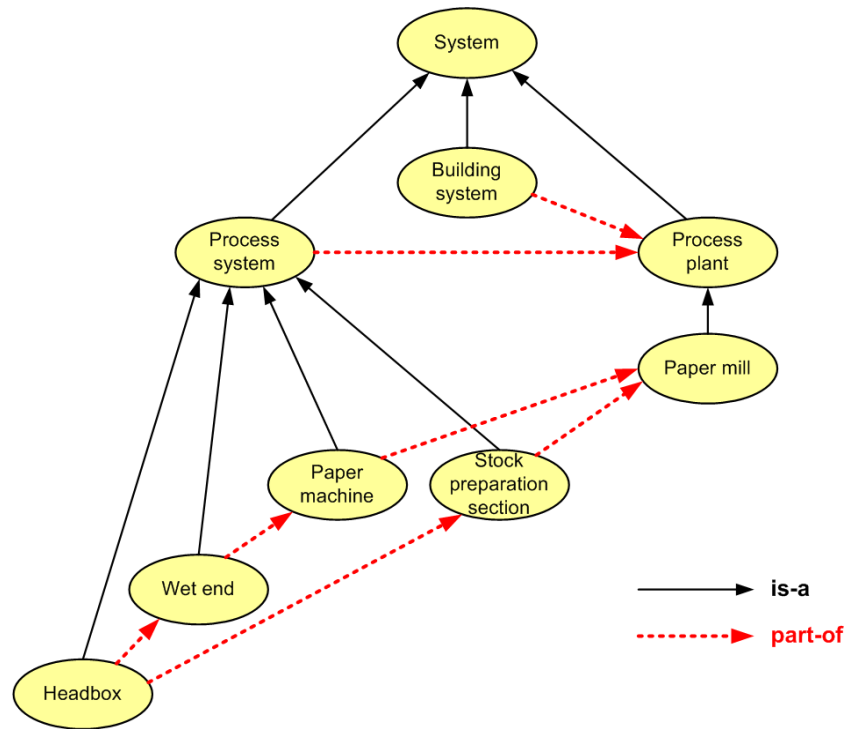 System
Building
system
Process
system
Process
plant
Paper mill
Paper
machine
Stock
preparation
section
Wet end
is-a
part-of
Headbox